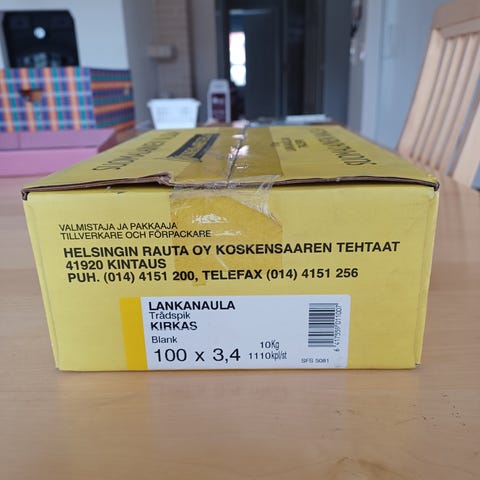 VALMISTAJA JA PAKKAAJA
TILLVERKARE OCH FÖRPACKARE
HELSINGIN RAUTA OY KOSKENSAAREN TEHTAAT
41920 KINTAUS
PUH. (014) 4151 200, TELEFAX (014) 4151 256
LANKANAULA
Trådspik
KIRKAS
Blank
100 x 3,4
10Kg
1110kpl/st
SFS 5081